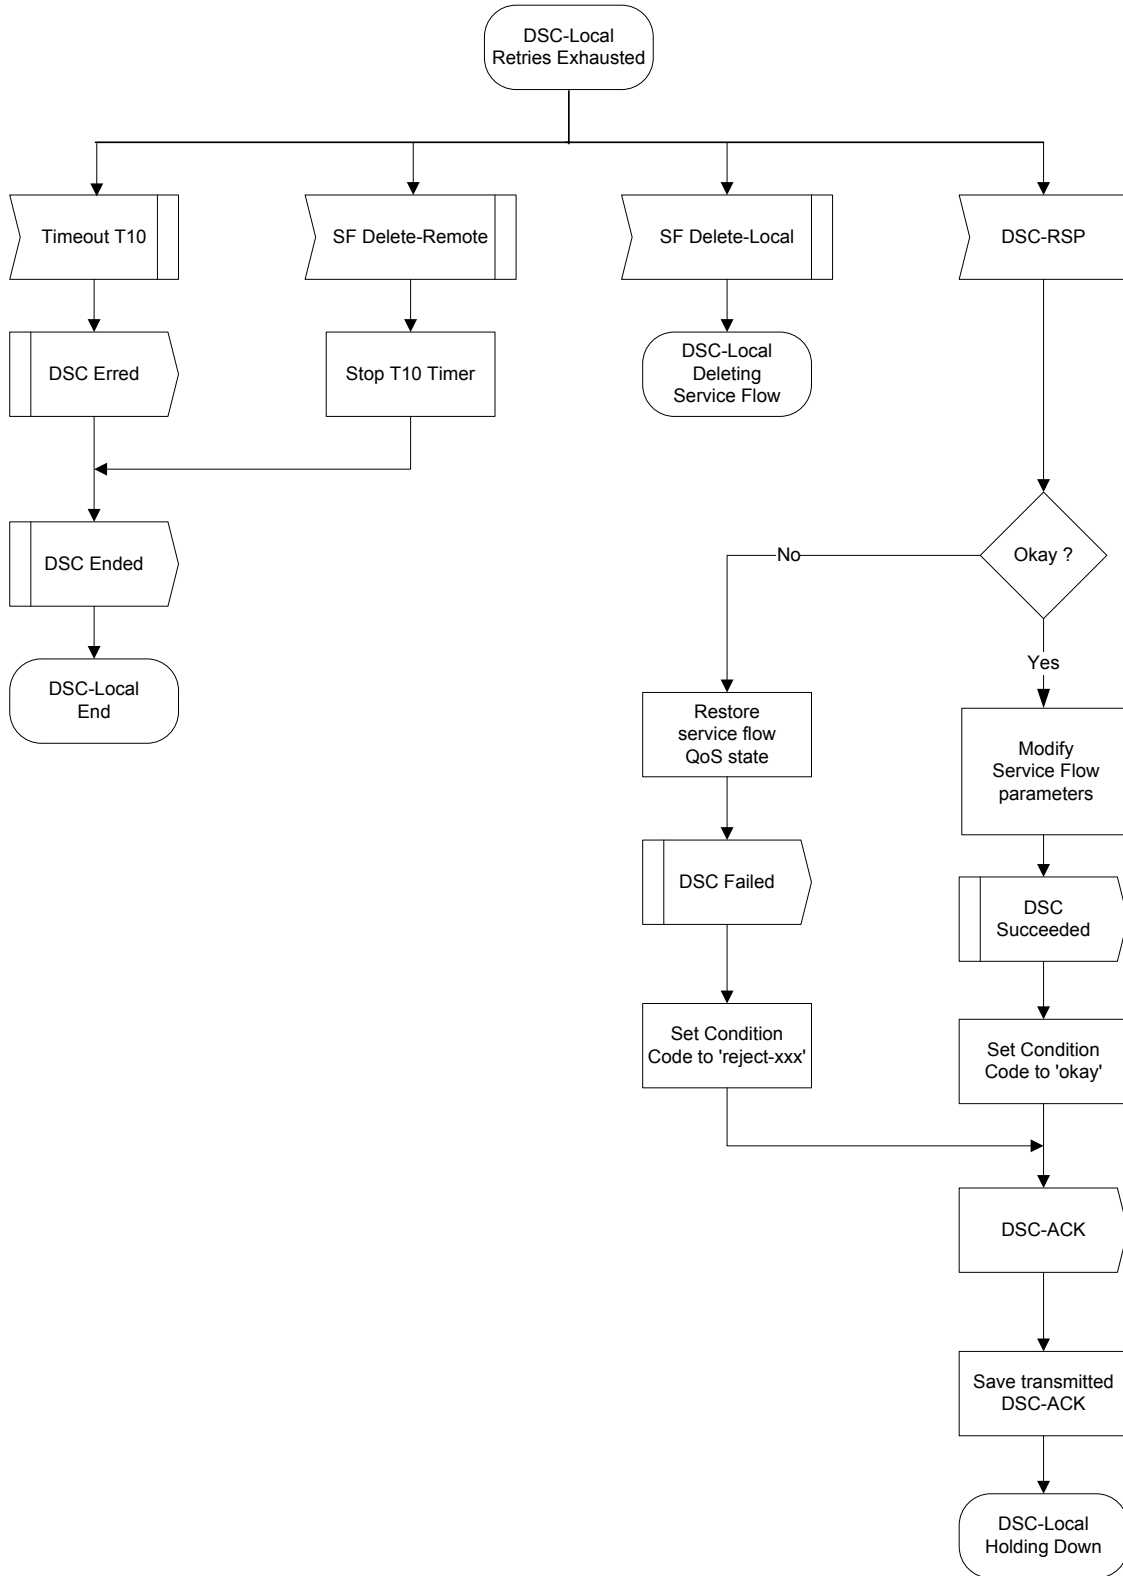 DSC-Local
Retries Exhausted
Timeout T10
SF Delete-Remote
SF Delete-Local
DSC-RSP
DSC Erred
Stop T10 Timer
DSC-Local
Deleting
Service Flow
DSC Ended
No
Okay ?
Yes
DSC-Local
End
Restore
service flow
QoS state
Modify
Service Flow
parameters
DSC Failed
DSC
Succeeded
Set Condition
Code to 'reject-xxx'
Set Condition
Code to 'okay'
DSC-ACK
Save transmitted
DSC-ACK
DSC-Local
Holding Down